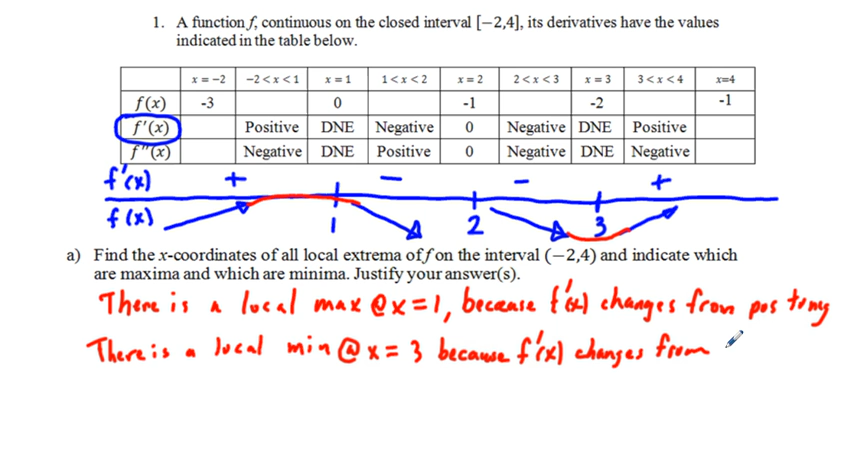 1. A function f, continuous on the closed interval [−2,4], its derivatives have the values
indicated in the table below.
x = −2 −2 < x < 1 x = 1 1 < x < 2 x = 2 2 < x < 3 x = 3 3 < x < 4 x=4
f(x) -3 0 -1 -2 -1
f'(x) Positive DNE Negative 0 Negative DNE Positive
f"(x) Negative DNE Positive 0 Negative DNE Negative
f'(x) + − − +
f(x) 1 2 3
a) Find the x-coordinates of all local extrema of f on the interval (−2,4) and indicate which
are maxima and which are minima. Justify your answer(s).
There is a local max @ x = 1, because f'(x) changes from pos to neg
There is a local min @ x = 3 because f'(x) changes from